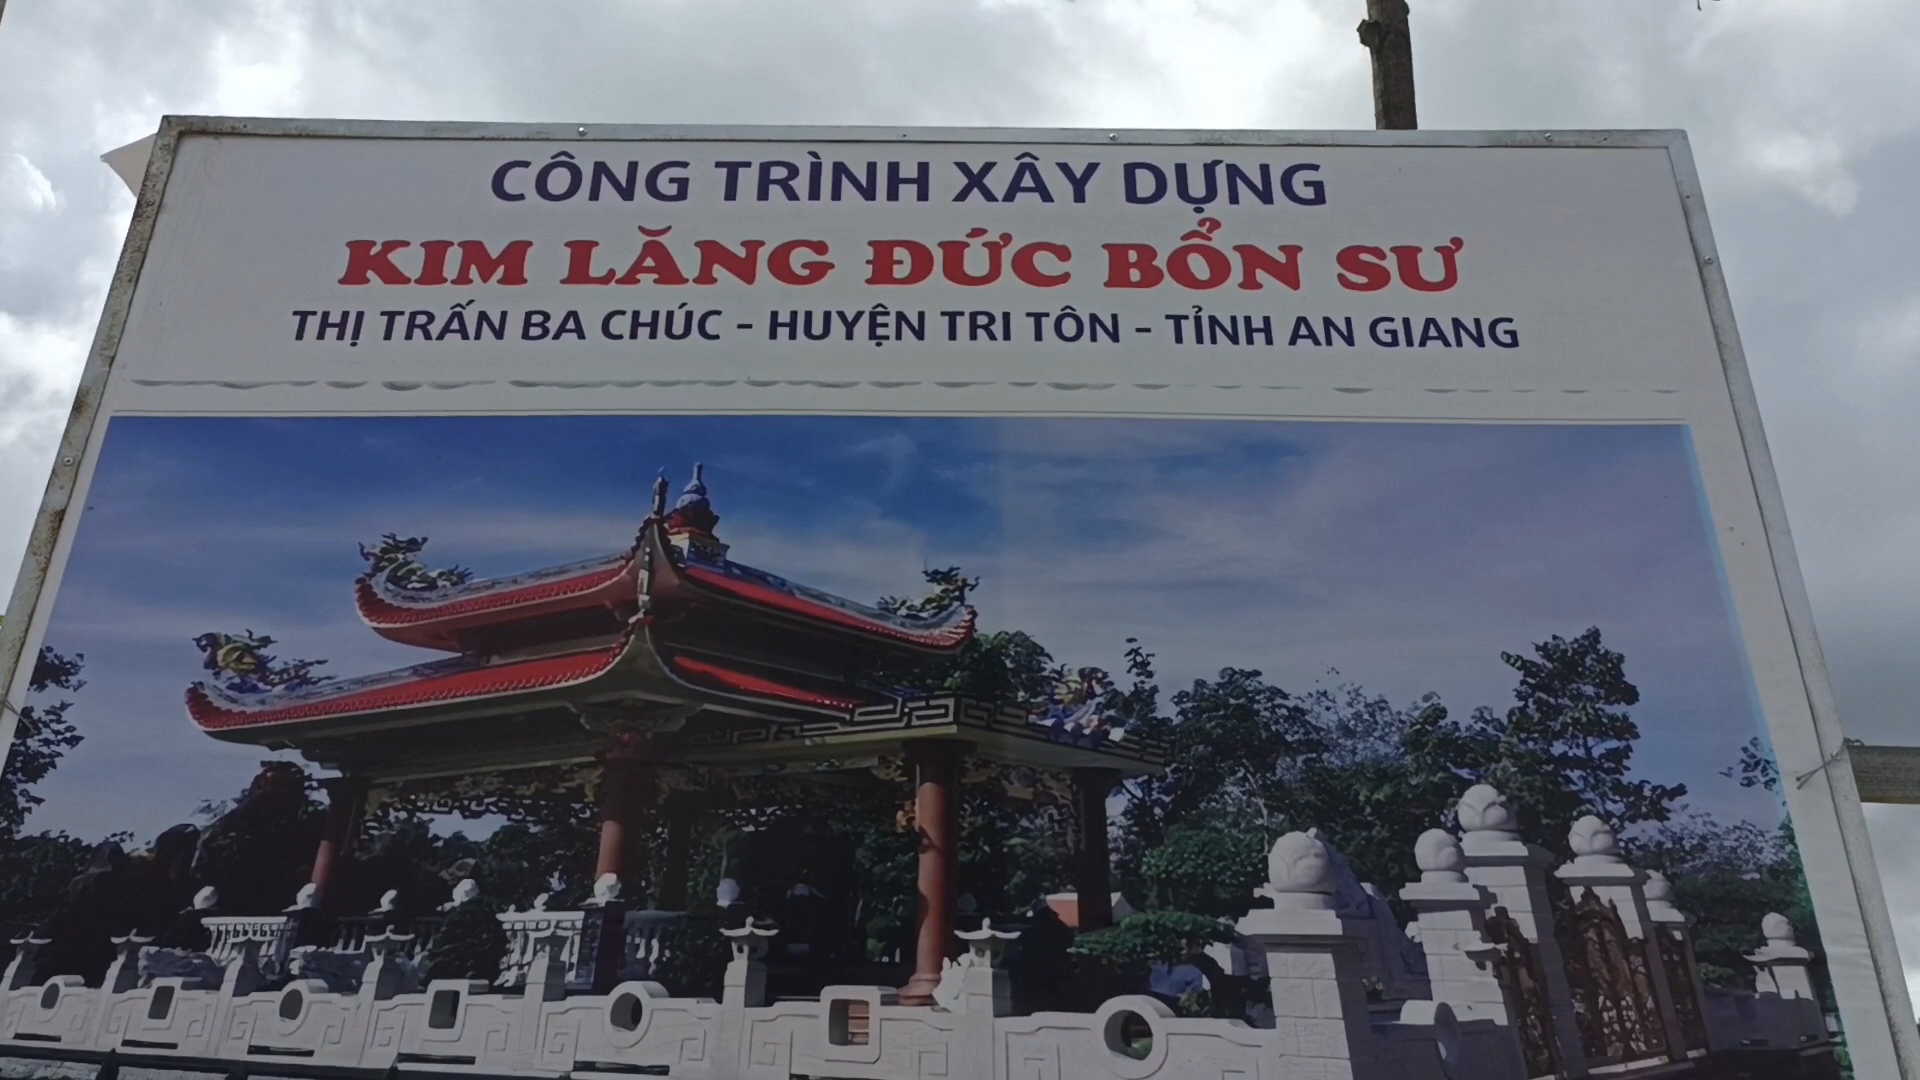 CÔNG TRÌNH XÂY DỰNG
KIM LĂNG ĐỨC BỔN SƯ
THỊ TRẤN BA CHÚC - HUYỆN TRI TÔN - TỈNH AN GIANG